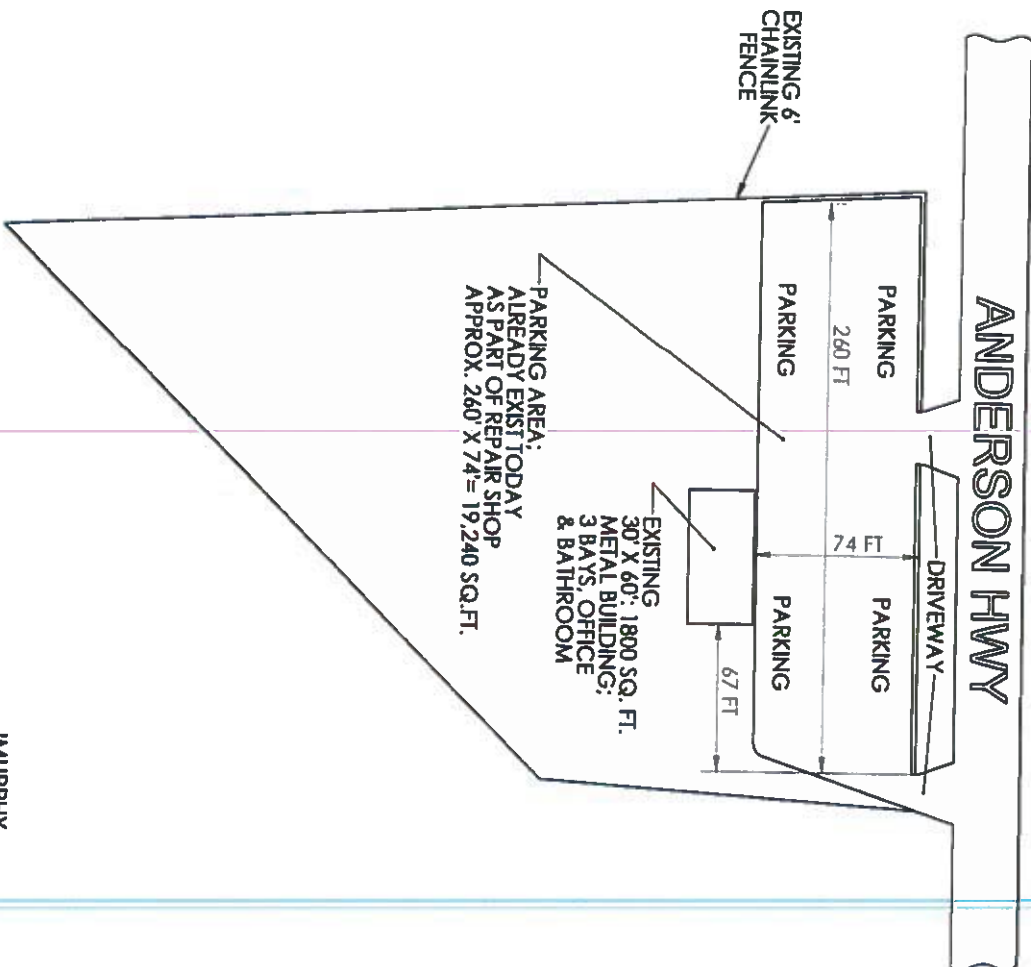 ANDERSON HWY
EXISTING 6'
CHAINLINK
FENCE
DRIVEWAY
PARKING
PARKING
260 FT
74 FT
PARKING
PARKING
67 FT
PARKING AREA;
ALREADY EXIST TODAY
AS PART OF REPAIR SHOP
APPROX. 260' X 74'= 19,240 SQ.FT.
EXISTING
30' X 60'; 1800 SQ. FT.
METAL BUILDING;
3 BAYS, OFFICE
& BATHROOM